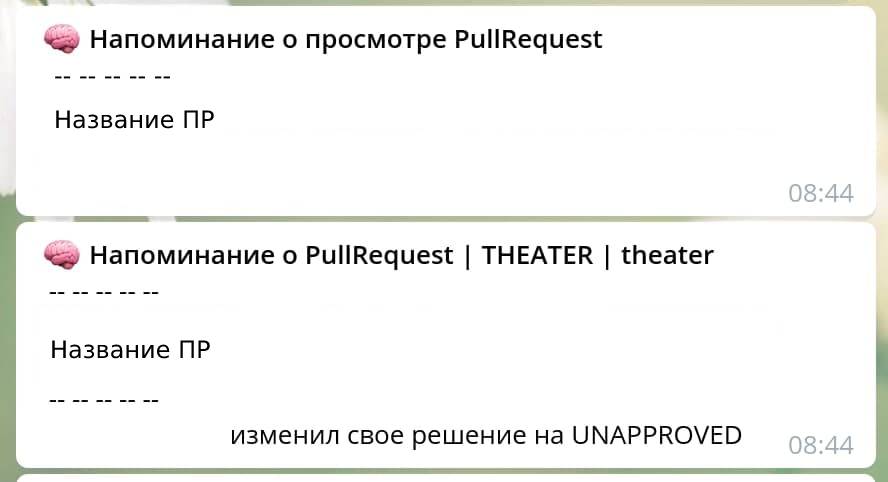 🧠 Напоминание о просмотре PullRequest
-- -- -- -- --
Название ПР
08:44
🧠 Напоминание о PullRequest | THEATER | theater
-- -- -- -- --
Название ПР
-- -- -- -- --
изменил свое решение на UNAPPROVED
08:44